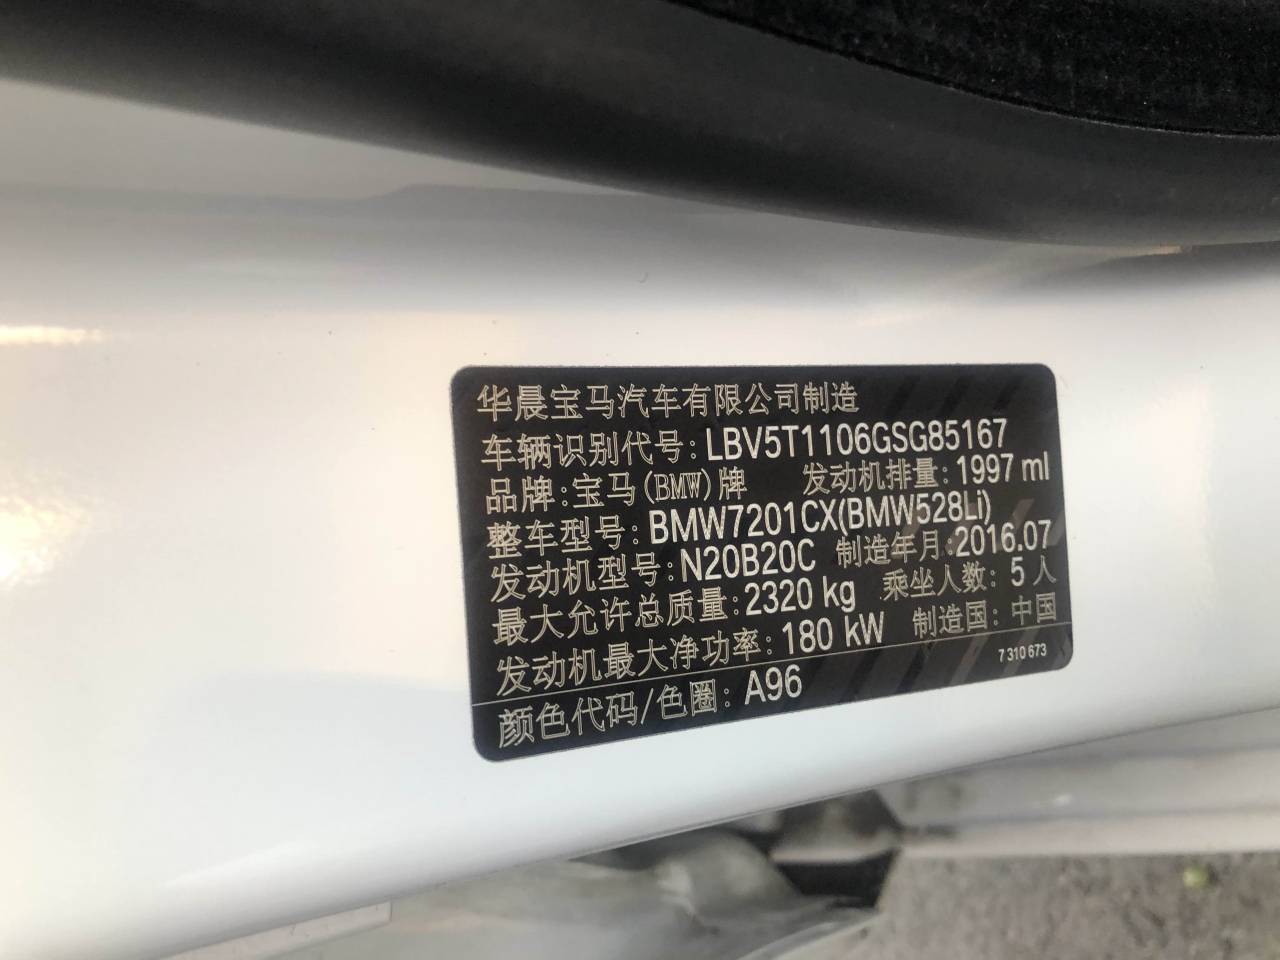 华晨宝马汽车有限公司制造
车辆识别代号: LBV5T1106GSG85167
品牌:宝马(BMW)牌 发动机排量: 1997 ml
整车型号: BMW7201CX(BMW528Li)
发动机型号: N20B20C 制造年月:2016.07
最大允许总质量:2320 kg 乘坐人数: 5 人
发动机最大净功率: 180 kW 制造国: 中国
7 310 673
颜色代码/色圈: A96